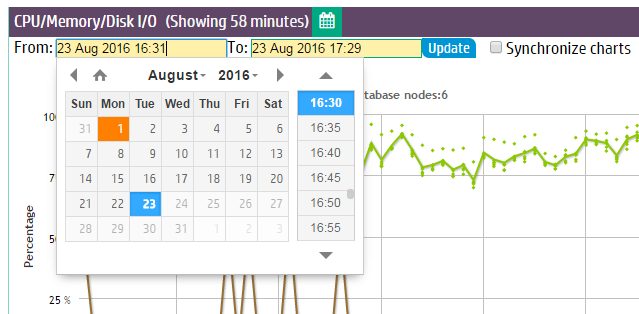 CPU/Memory/Disk I/O (Showing 58 minutes)
From: 23 Aug 2016 16:31 To: 23 Aug 2016 17:29 Update Synchronize charts
August 2016
tabase nodes:6
Sun Mon Tue Wed Thu Fri Sat
31 1 2 3 4 5 6
7 8 9 10 11 12 13
14 15 16 17 18 19 20
21 22 23 24 25 26 27
28 29 30 31 1 2 3
16:30
16:35
16:40
16:45
16:50
16:55
Percentage
100
7
50
25 %